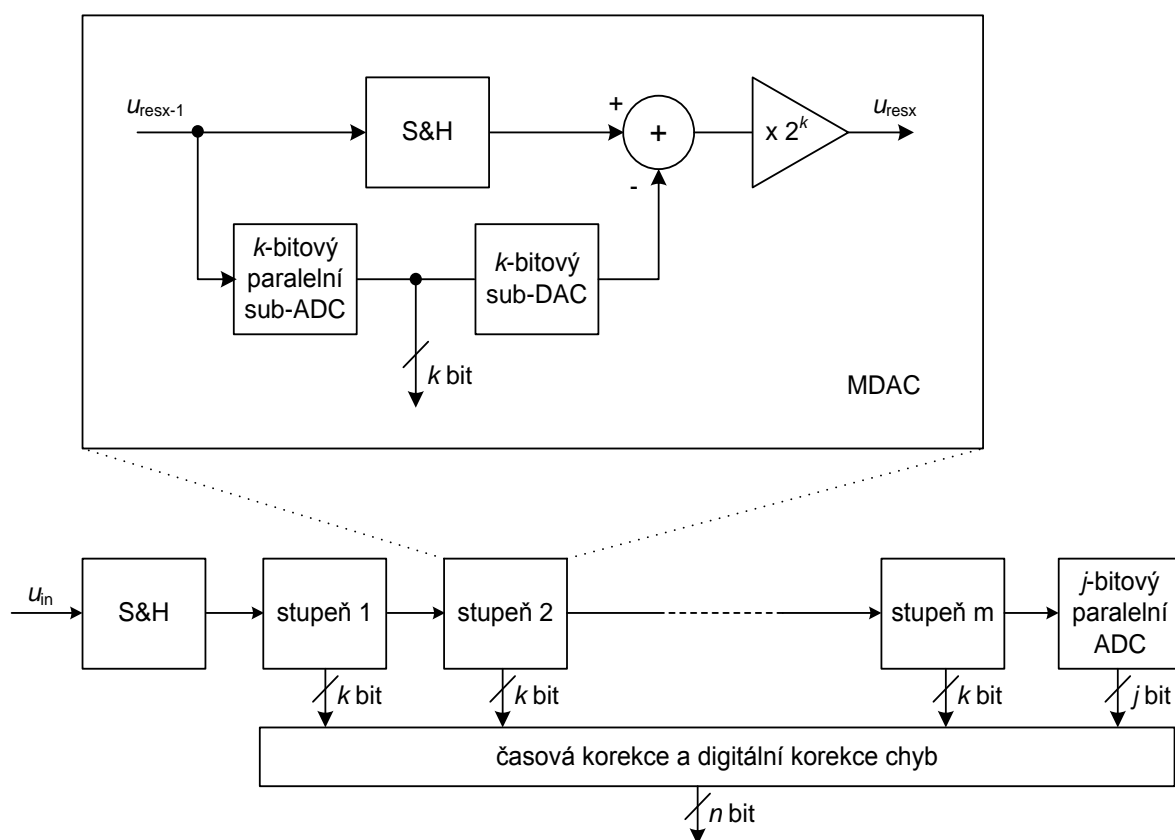 u_resx-1
S&H
+
+
-
x 2^k
u_resx
k-bitový
paralelní
sub-ADC
k-bitový
sub-DAC
k bit
MDAC
u_in
S&H
stupeň 1
stupeň 2
stupeň m
j-bitový
paralelní
ADC
k bit
k bit
k bit
j bit
časová korekce a digitální korekce chyb
n bit